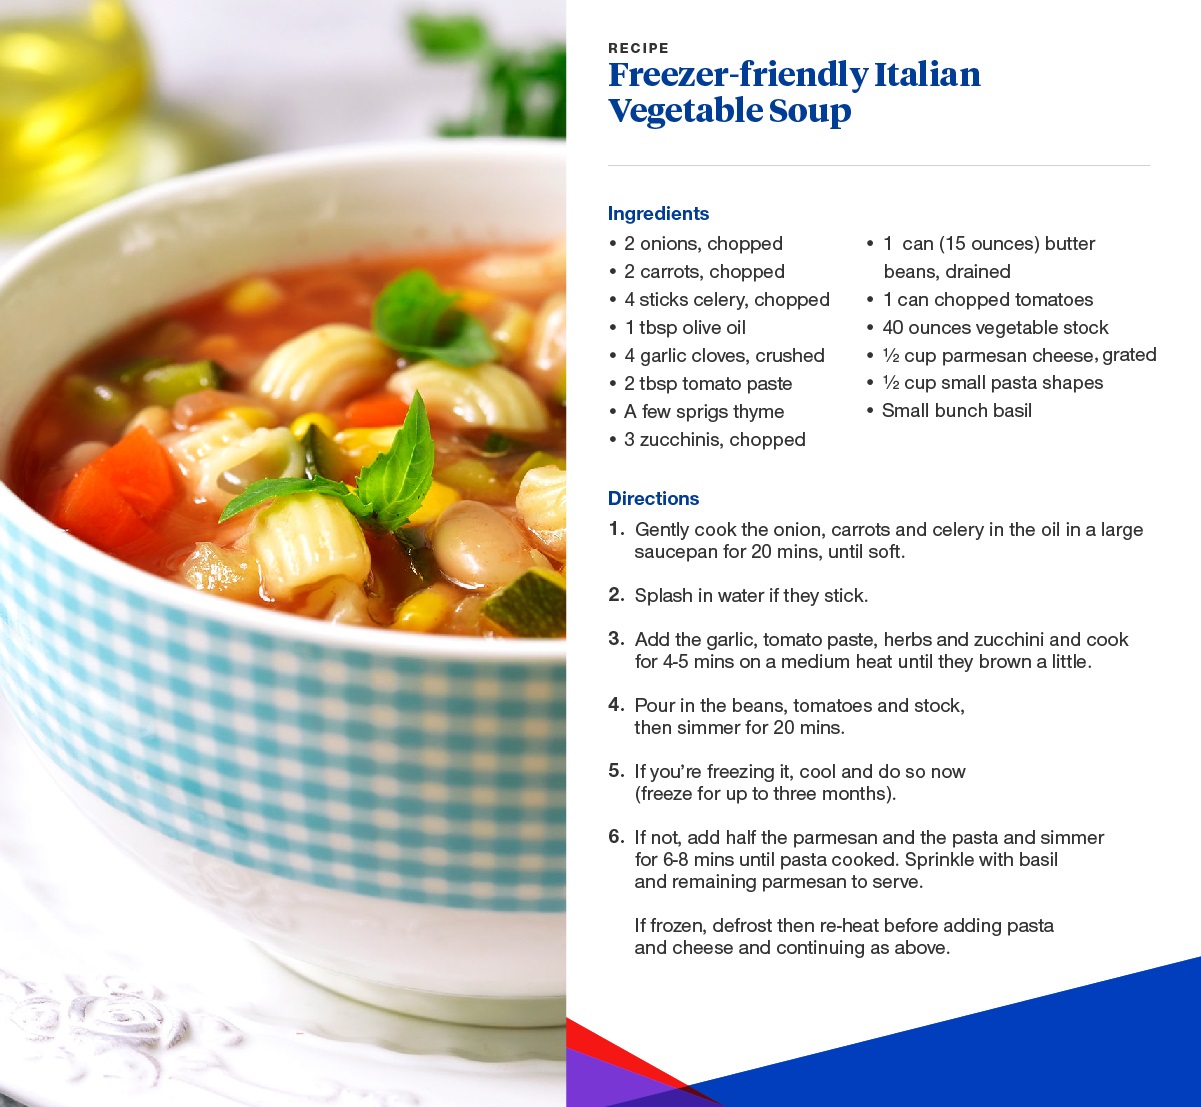 RECIPE
Freezer-friendly Italian
Vegetable Soup
Ingredients
• 2 onions, chopped
• 2 carrots, chopped
• 4 sticks celery, chopped
• 1 tbsp olive oil
• 4 garlic cloves, crushed
• 2 tbsp tomato paste
• A few sprigs thyme
• 3 zucchinis, chopped
• 1 can (15 ounces) butter
beans, drained
• 1 can chopped tomatoes
• 40 ounces vegetable stock
• ½ cup parmesan cheese, grated
• ½ cup small pasta shapes
• Small bunch basil
Directions
1. Gently cook the onion, carrots and celery in the oil in a large
saucepan for 20 mins, until soft.
2. Splash in water if they stick.
3. Add the garlic, tomato paste, herbs and zucchini and cook
for 4-5 mins on a medium heat until they brown a little.
4. Pour in the beans, tomatoes and stock,
then simmer for 20 mins.
5. If you’re freezing it, cool and do so now
(freeze for up to three months).
6. If not, add half the parmesan and the pasta and simmer
for 6-8 mins until pasta cooked. Sprinkle with basil
and remaining parmesan to serve.
If frozen, defrost then re-heat before adding pasta
and cheese and continuing as above.